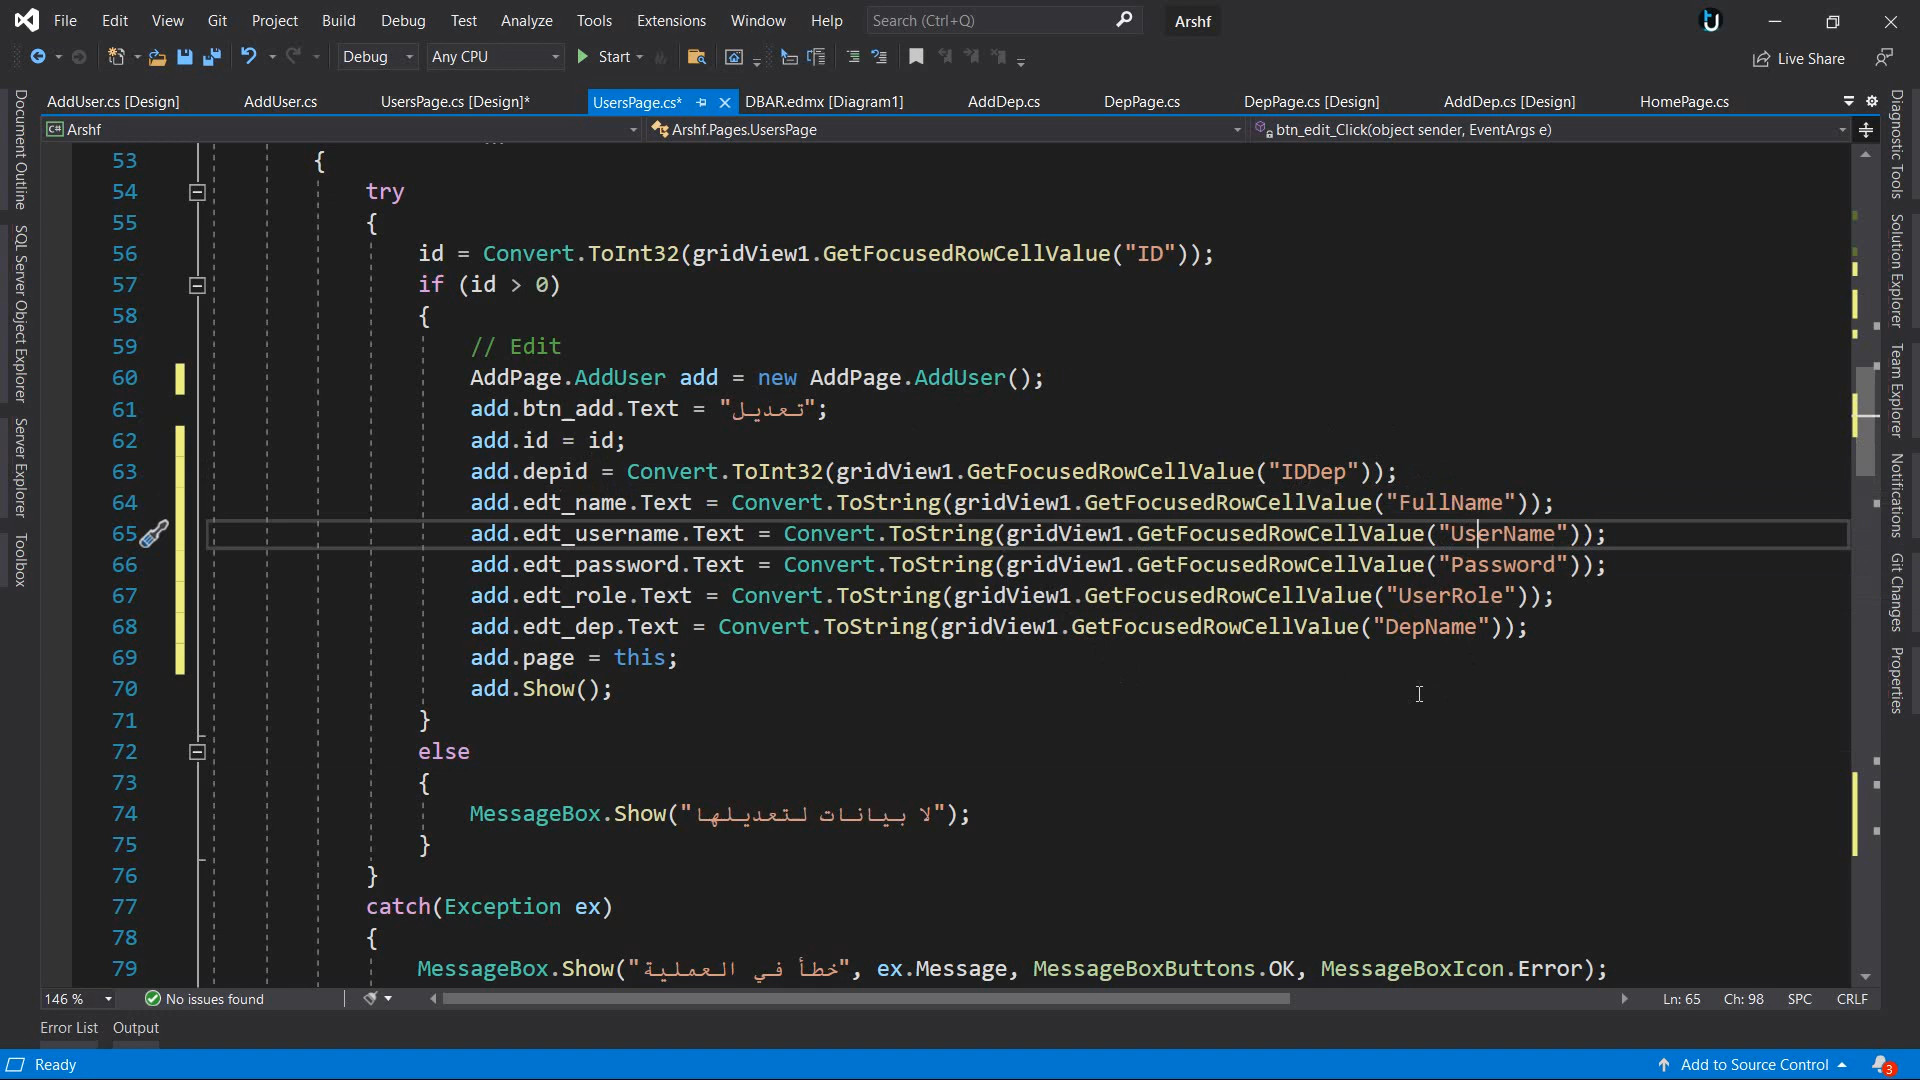 File Edit View Git Project Build Debug Test Analyze Tools Extensions Window Help Search (Ctrl+Q) Arshf
Debug Any CPU Start Live Share
AddUser.cs [Design] AddUser.cs UsersPage.cs [Design]* UsersPage.cs* DBAR.edmx [Diagram1] AddDep.cs DepPage.cs DepPage.cs [Design] AddDep.cs [Design] HomePage.cs
C# Arshf Arshf.Pages.UsersPage btn_edit_Click(object sender, EventArgs e)
53 {
54 try
55 {
56 id = Convert.ToInt32(gridView1.GetFocusedRowCellValue("ID"));
57 if (id > 0)
58 {
59 // Edit
60 AddPage.AddUser add = new AddPage.AddUser();
61 add.btn_add.Text = "تعديل";
62 add.id = id;
63 add.depid = Convert.ToInt32(gridView1.GetFocusedRowCellValue("IDDep"));
64 add.edt_name.Text = Convert.ToString(gridView1.GetFocusedRowCellValue("FullName"));
65 add.edt_username.Text = Convert.ToString(gridView1.GetFocusedRowCellValue("UserName"));
66 add.edt_password.Text = Convert.ToString(gridView1.GetFocusedRowCellValue("Password"));
67 add.edt_role.Text = Convert.ToString(gridView1.GetFocusedRowCellValue("UserRole"));
68 add.edt_dep.Text = Convert.ToString(gridView1.GetFocusedRowCellValue("DepName"));
69 add.page = this;
70 add.Show();
71 }
72 else
73 {
74 MessageBox.Show("لا بيانات لتعديلها");
75 }
76 }
77 catch(Exception ex)
78 {
79 MessageBox.Show("خطأ في العملية", ex.Message, MessageBoxButtons.OK, MessageBoxIcon.Error);
146 % No issues found Ln: 65 Ch: 98 SPC CRLF
Error List Output
Ready Add to Source Control 3
Document Outline
SQL Server Object Explorer
Server Explorer
Toolbox
Diagnostic Tools
Solution Explorer
Team Explorer
Notifications
Git Changes
Properties